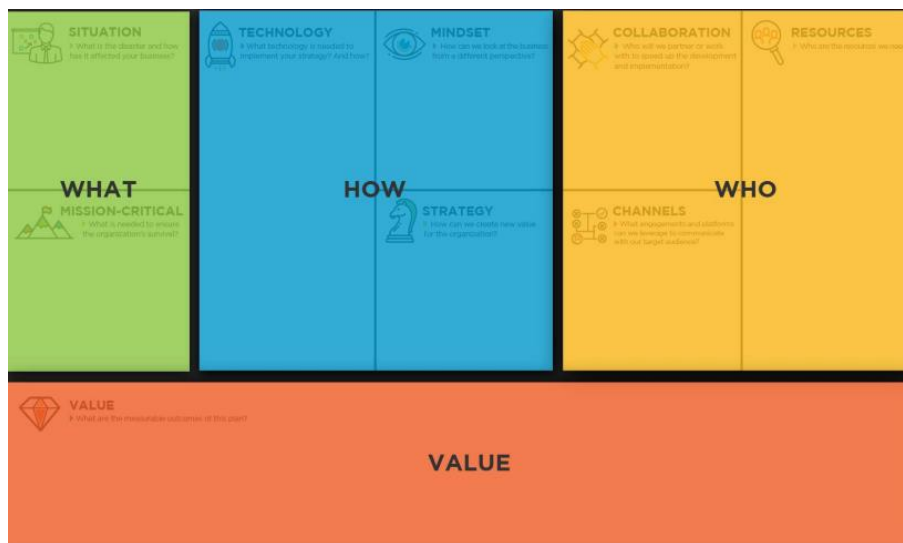 SITUATION
What is the disaster and how
has it affected your business?
TECHNOLOGY
What technology is needed to
implement your strategy? And how?
MINDSET
How can we look at the business
from a different perspective?
COLLABORATION
Who will we partner or work
with to speed up the development
and implementation?
RESOURCES
Who are the resources we
WHAT
HOW
WHO
MISSION-CRITICAL
What is needed to ensure
the organization's survival?
STRATEGY
How can we create new value
for the organization?
CHANNELS
What engagements and platforms
can we leverage to communicate
with our target audience?
VALUE
What are the measurable outcomes of this plan?
VALUE